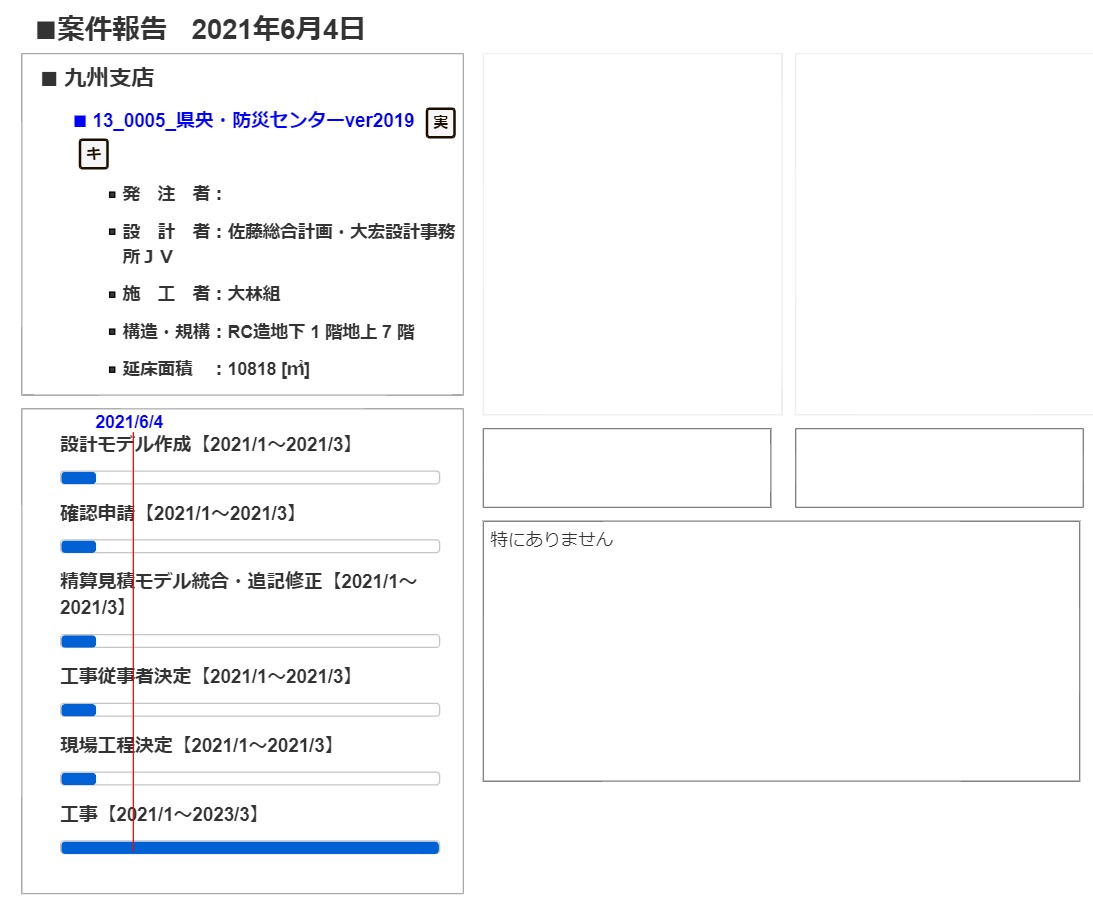 ■案件報告 2021年6月4日
■ 九州支店
■ 13_0005_県央・防災センターver2019 実
キ
▪ 発　注　者：
▪ 設　計　者：佐藤総合計画・大宏設計事務
所ＪＶ
▪ 施　工　者：大林組
▪ 構造・規構：RC造地下１階地上７階
▪ 延床面積　：10818 [㎡]
2021/6/4
設計モデル作成【2021/1～2021/3】
確認申請【2021/1～2021/3】
精算見積モデル統合・追記修正【2021/1～
2021/3】
工事従事者決定【2021/1～2021/3】
現場工程決定【2021/1～2021/3】
工事【2021/1～2023/3】
特にありません